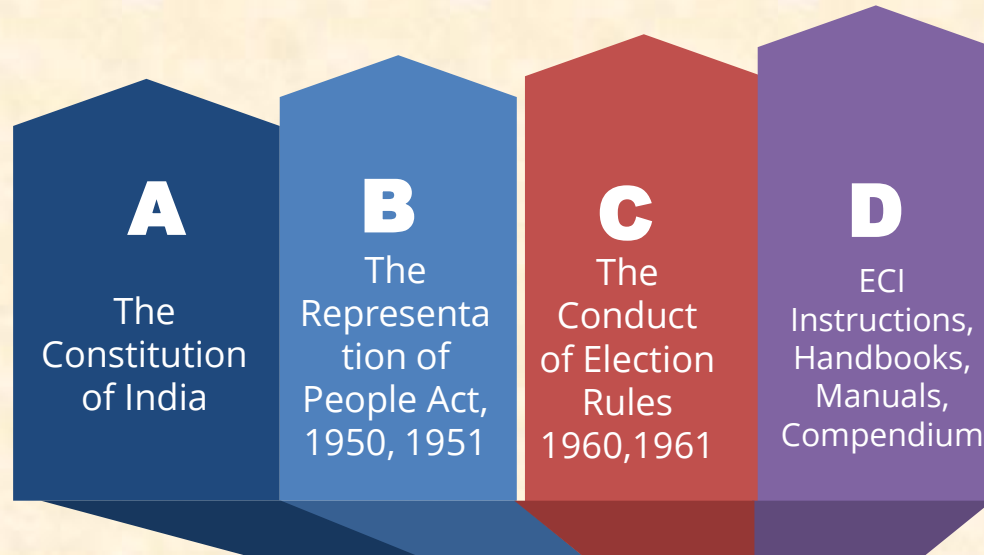 A
The
Constitution
of India
B
The
Representa
tion of
People Act,
1950, 1951
C
The
Conduct
of Election
Rules
1960,1961
D
ECI
Instructions,
Handbooks,
Manuals,
Compendium